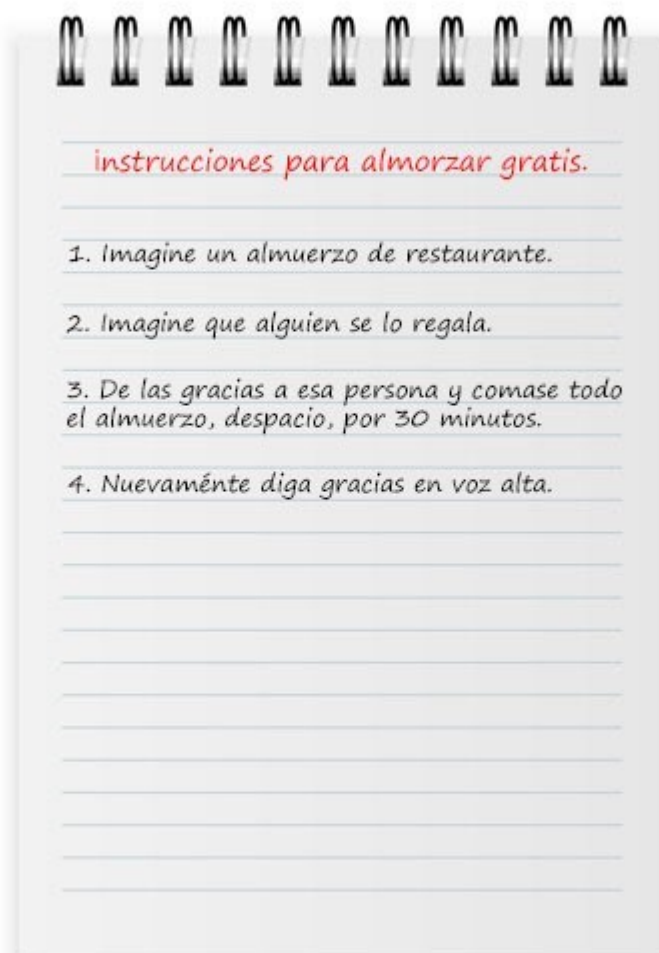 instrucciones para almorzar gratis.
1. Imagine un almuerzo de restaurante.
2. Imagine que alguien se lo regala.
3. De las gracias a esa persona y comase todo
el almuerzo, despacio, por 30 minutos.
4. Nuevaménte diga gracias en voz alta.